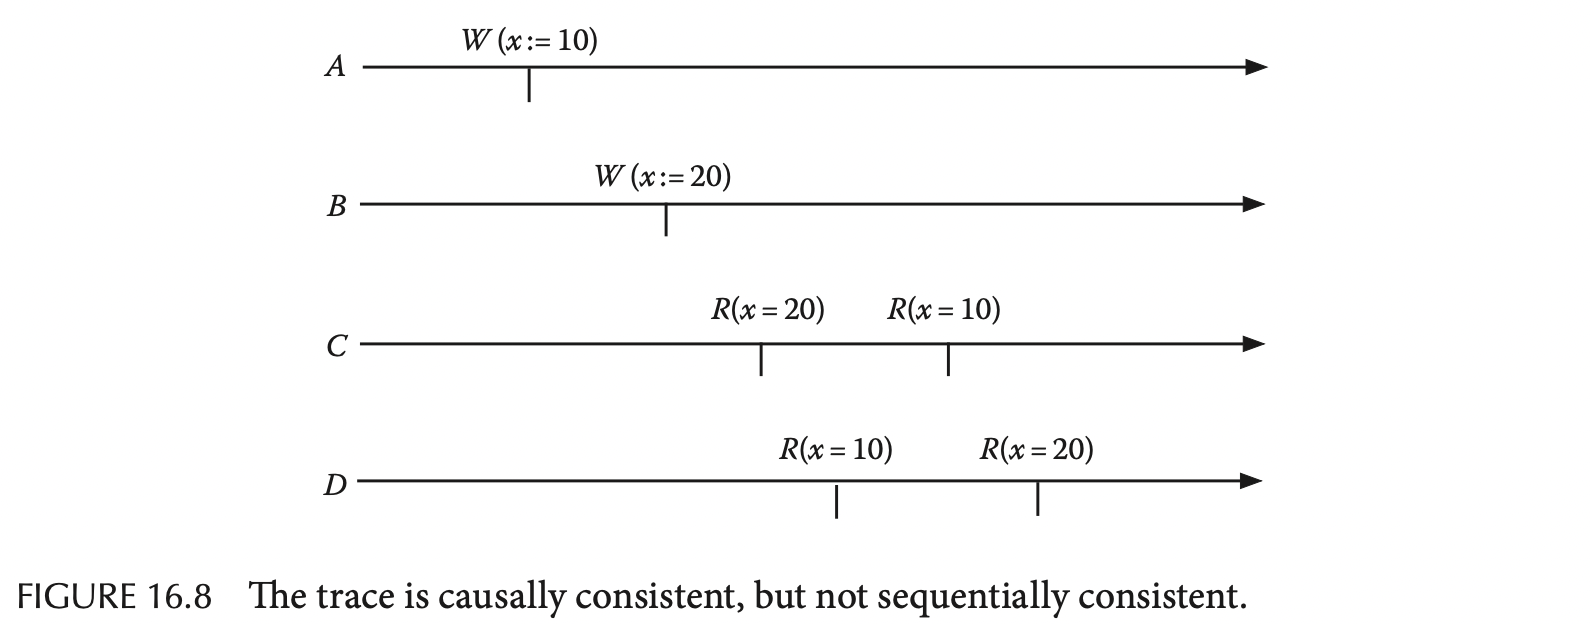 W (x := 10)
A
W (x := 20)
B
R(x = 20) R(x = 10)
C
R(x = 10) R(x = 20)
D
FIGURE 16.8 The trace is causally consistent, but not sequentially consistent.